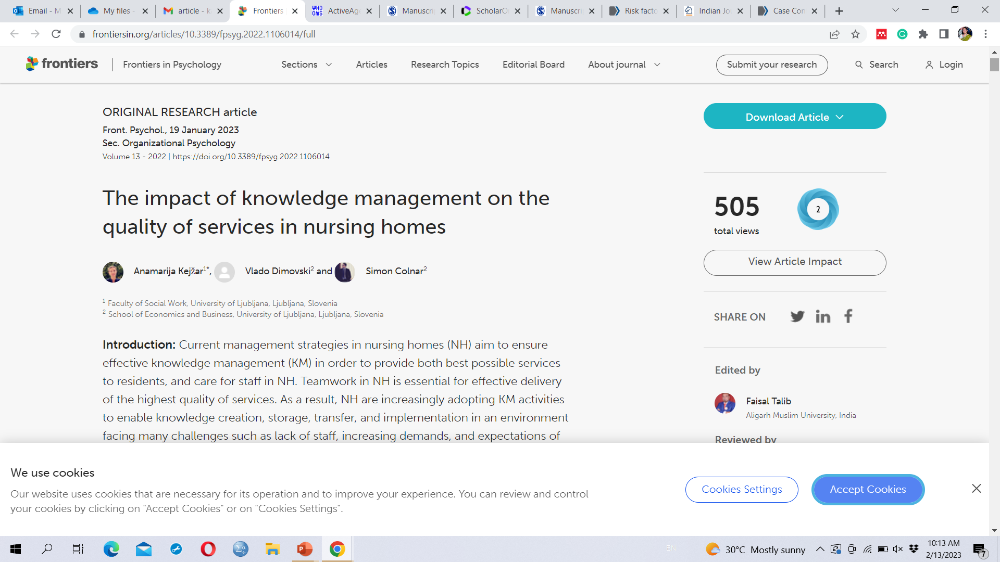 Email - M
My files -
article - k
Frontiers
ActiveAge
Manuscri
ScholarO
Manuscri
Risk facto
Indian Jo
Case Con
frontiersin.org/articles/10.3389/fpsyg.2022.1106014/full
frontiers
Frontiers in Psychology
Sections
Articles
Research Topics
Editorial Board
About journal
Submit your research
Search
Login
ORIGINAL RESEARCH article
Front. Psychol., 19 January 2023
Sec. Organizational Psychology
Volume 13 - 2022 | https://doi.org/10.3389/fpsyg.2022.1106014
The impact of knowledge management on the
quality of services in nursing homes
Anamarija Kejžar1*, Vlado Dimovski2 and Simon Colnar2
1 Faculty of Social Work, University of Ljubljana, Ljubljana, Slovenia
2 School of Economics and Business, University of Ljubljana, Ljubljana, Slovenia
Introduction: Current management strategies in nursing homes (NH) aim to ensure
effective knowledge management (KM) in order to provide both best possible services
to residents, and care for staff in NH. Teamwork in NH is essential for effective delivery
of the highest quality of services. As a result, NH are increasingly adopting KM activities
to enable knowledge creation, storage, transfer, and implementation in an environment
facing many challenges such as lack of staff, increasing demands, and expectations of
Download Article
505
total views
2
View Article Impact
SHARE ON
Edited by
Faisal Talib
Aligarh Muslim University, India
Reviewed by
We use cookies
Our website uses cookies that are necessary for its operation and to improve your experience. You can review and control
your cookies by clicking on "Accept Cookies" or on "Cookies Settings".
Cookies Settings
Accept Cookies
EN
30°C Mostly sunny
10:13 AM
2/13/2023
7